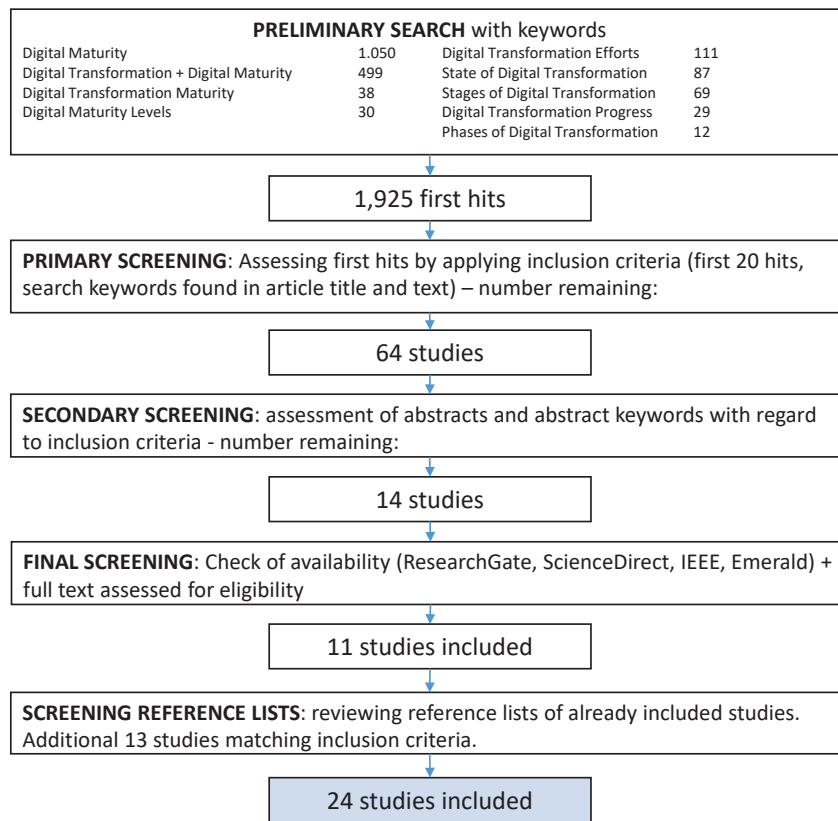 PRELIMINARY SEARCH with keywords
Digital Maturity 1.050
Digital Transformation + Digital Maturity 499
Digital Transformation Maturity 38
Digital Maturity Levels 30
Digital Transformation Efforts 111
State of Digital Transformation 87
Stages of Digital Transformation 69
Digital Transformation Progress 29
Phases of Digital Transformation 12
1,925 first hits
PRIMARY SCREENING: Assessing first hits by applying inclusion criteria (first 20 hits,
search keywords found in article title and text) – number remaining:
64 studies
SECONDARY SCREENING: assessment of abstracts and abstract keywords with regard
to inclusion criteria - number remaining:
14 studies
FINAL SCREENING: Check of availability (ResearchGate, ScienceDirect, IEEE, Emerald) +
full text assessed for eligibility
11 studies included
SCREENING REFERENCE LISTS: reviewing reference lists of already included studies.
Additional 13 studies matching inclusion criteria.
24 studies included